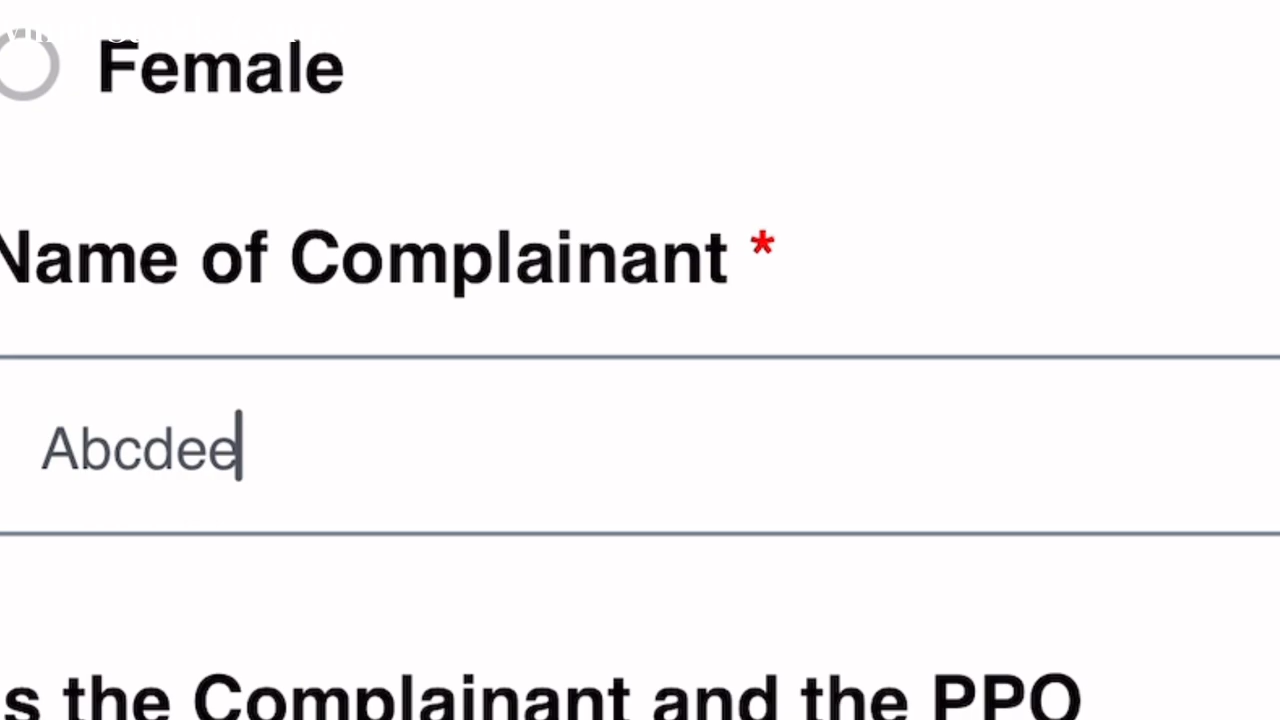 Female
Name of Complainant *
Abcdee
s the Complainant and the PPO